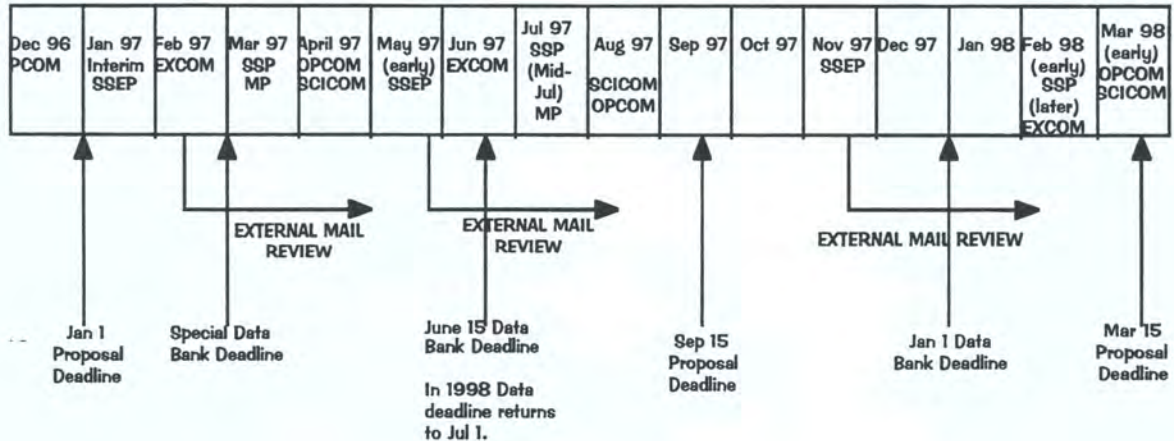 Dec 96
PCOM
Jan 97
Interim
SSEP
Feb 97
EXCOM
Mar 97
SSP
MP
April 97
OPCOM
SCICOM
May 97
(early)
SSEP
Jun 97
EXCOM
Jul 97
SSP
(Mid-
Jul)
MP
Aug 97
SCICOM
OPCOM
Sep 97
Oct 97
Nov 97
SSEP
Dec 97
Jan 98
Feb 98
(early)
SSP
(later)
EXCOM
Mar 98
(early)
OPCOM
SCICOM
EXTERNAL MAIL
REVIEW
EXTERNAL MAIL
REVIEW
EXTERNAL MAIL REVIEW
Jan 1
Proposal
Deadline
Special Data
Bank Deadline
June 15 Data
Bank Deadline
In 1998 Data
deadline returns
to Jul 1.
Sep 15
Proposal
Deadline
Jan 1 Data
Bank Deadline
Mar 15
Proposal
Deadline